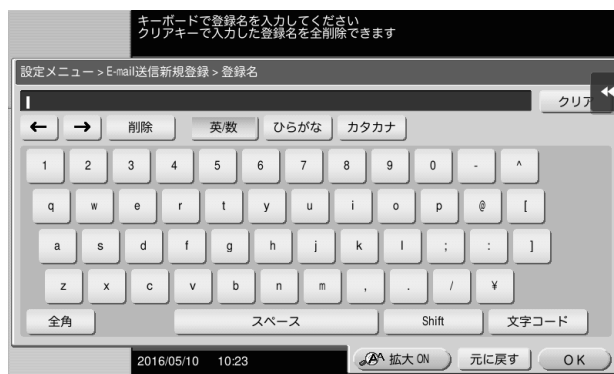 キーボードで登録名を入力してください
クリアキーで入力した登録名を全削除できます
設定メニュー > E-mail送信新規登録 > 登録名
クリア
← → 削除 英/数 ひらがな カタカナ
1 2 3 4 5 6 7 8 9 0 - ^
q w e r t y u i o p @ [
a s d f g h j k l ; : ]
z x c v b n m , . / ¥
全角 スペース Shift 文字コード
2016/05/10 10:23 拡大 ON 元に戻す OK